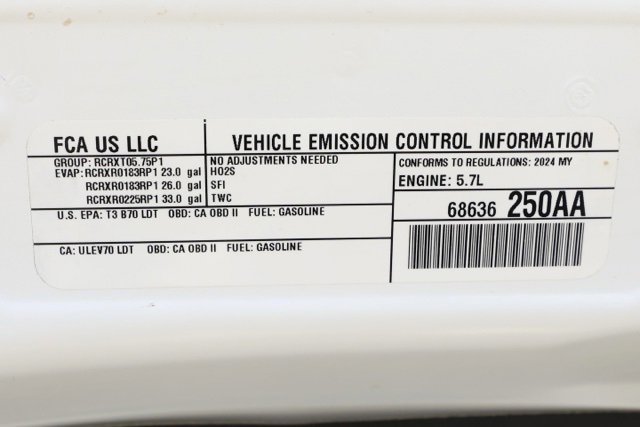 FCA US LLC
VEHICLE EMISSION CONTROL INFORMATION
GROUP: RCRXT05.75P1
EVAP: RCRXR0183RP1 23.0 gal
RCRXR0183RP1 26.0 gal
RCRXR0225RP1 33.0 gal
NO ADJUSTMENTS NEEDED
HO2S
SFI
TWC
CONFORMS TO REGULATIONS: 2024 MY
ENGINE: 5.7L
68636 250AA
U.S. EPA: T3 B70 LDT OBD: CA OBD II FUEL: GASOLINE
CA: ULEV70 LDT OBD: CA OBD II FUEL: GASOLINE